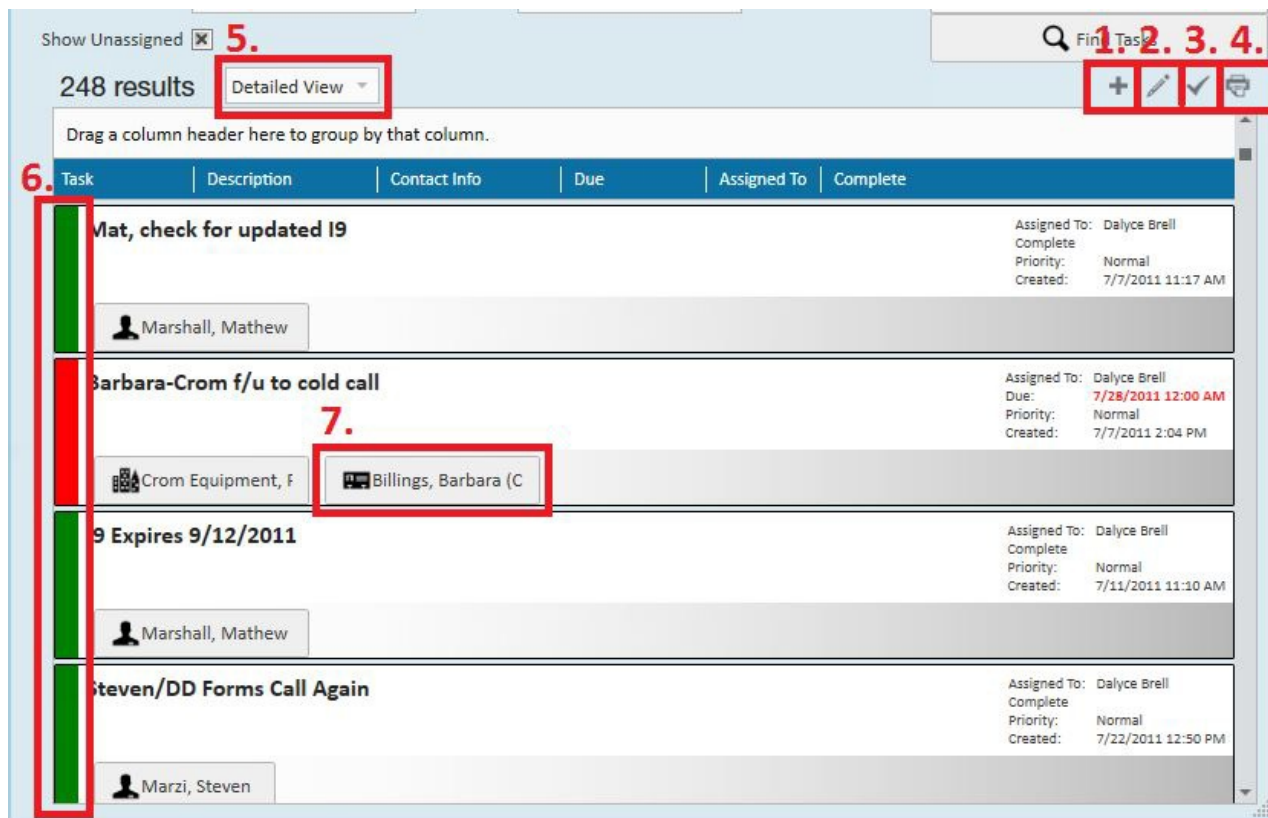 Show Unassigned 5.
Find Tasks
1. 2. 3. 4.
248 results Detailed View
Drag a column header here to group by that column.
6.
Task Description Contact Info Due Assigned To Complete
Mat, check for updated I9
Assigned To: Dalyce Brell
Complete
Priority: Normal
Created: 7/7/2011 11:17 AM
Marshall, Mathew
Barbara-Crom f/u to cold call
Assigned To: Dalyce Brell
Due: 7/28/2011 12:00 AM
Priority: Normal
Created: 7/7/2011 2:04 PM
7.
Crom Equipment, F
Billings, Barbara (C
9 Expires 9/12/2011
Assigned To: Dalyce Brell
Complete
Priority: Normal
Created: 7/11/2011 11:10 AM
Marshall, Mathew
Steven/DD Forms Call Again
Assigned To: Dalyce Brell
Complete
Priority: Normal
Created: 7/22/2011 12:50 PM
Marzi, Steven